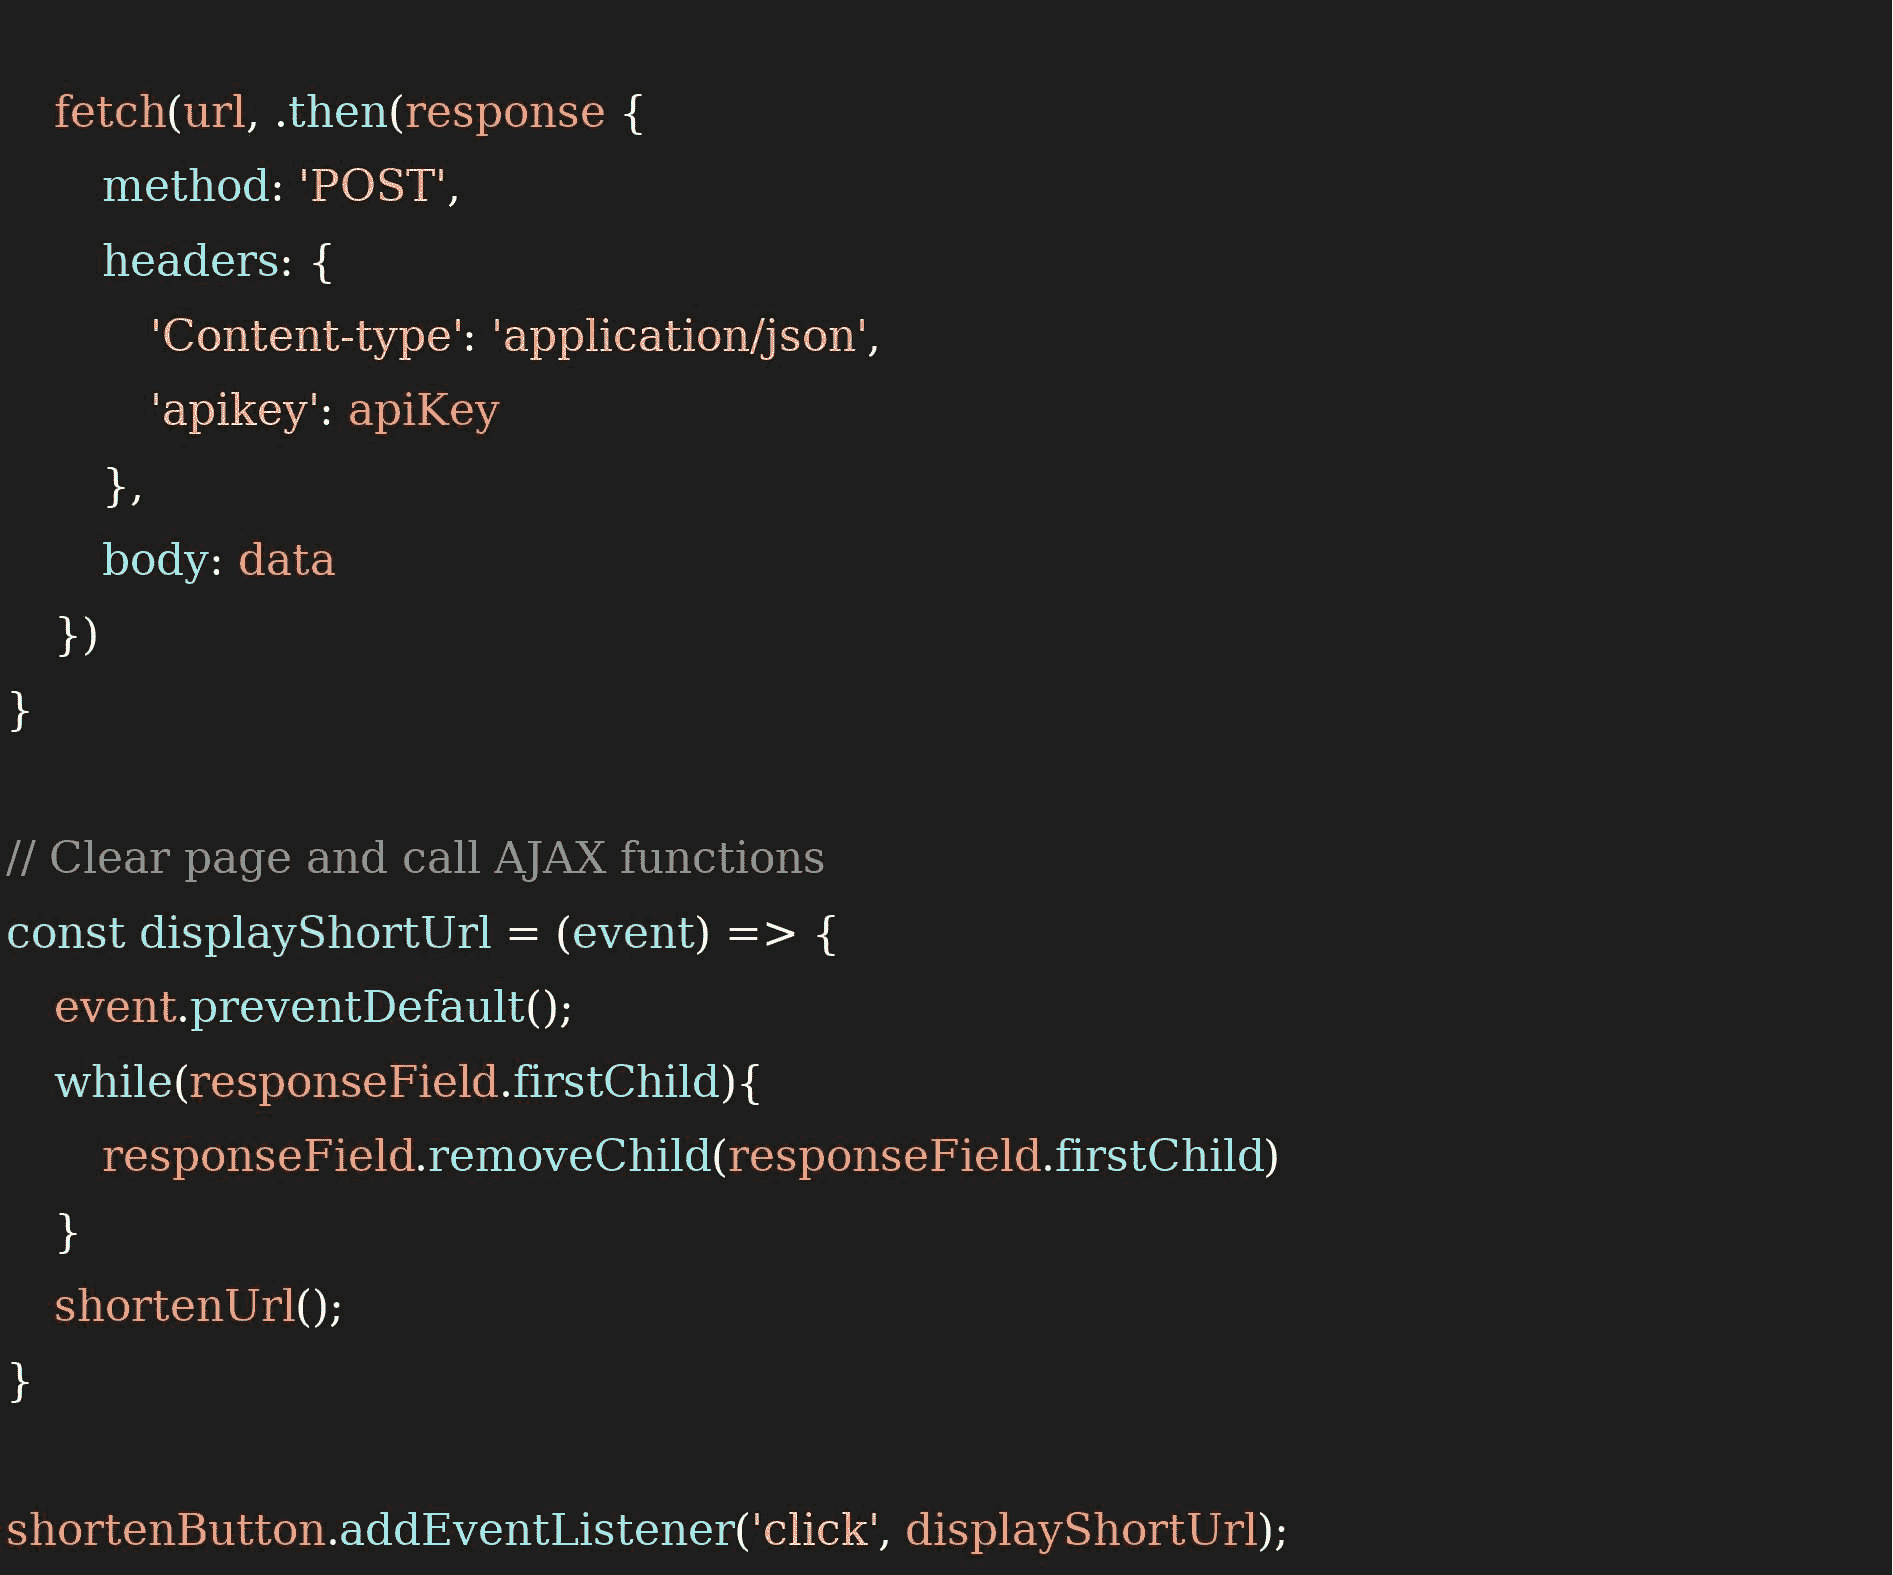 fetch(url, .then(response {
method: 'POST',
headers: {
'Content-type': 'application/json',
'apikey': apiKey
},
body: data
})
}
// Clear page and call AJAX functions
const displayShortUrl = (event) => {
event.preventDefault();
while(responseField.firstChild){
responseField.removeChild(responseField.firstChild)
}
shortenUrl();
}
shortenButton.addEventListener('click', displayShortUrl);